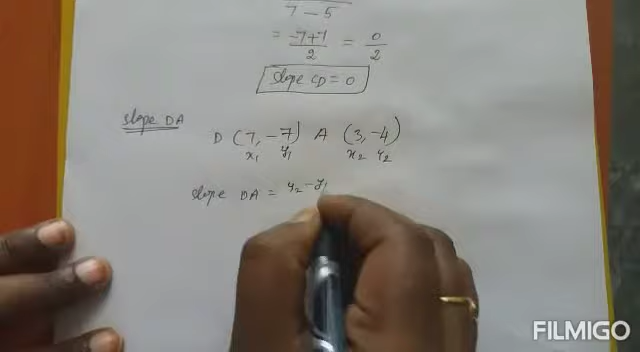 7 - 5
= -7+7 / 2 = 0 / 2
Slope CD = 0
Slope DA
D (7, -7) A (3, -4)
x₁ y₁ x₂ y₂
Slope DA = y₂ - y₁
FILMIGO